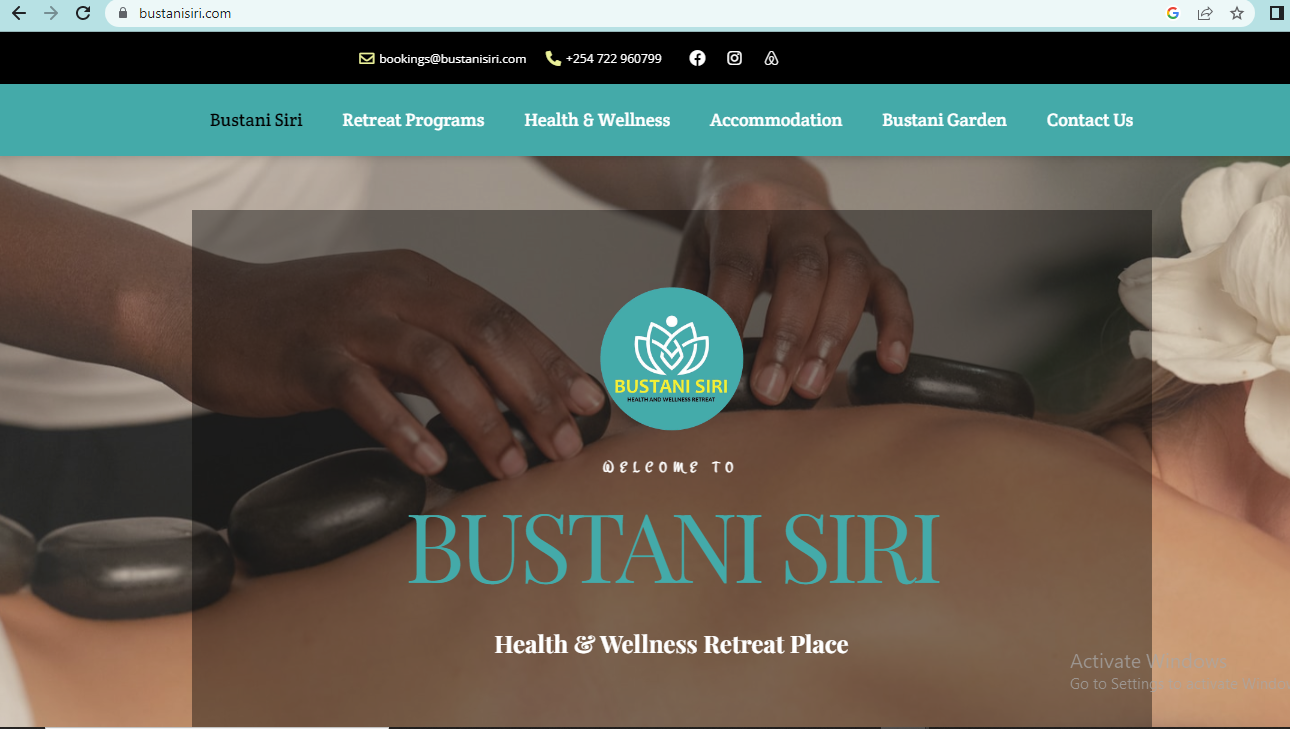 bustanisiri.com
bookings@bustanisiri.com +254 722 960799
Bustani Siri Retreat Programs Health & Wellness Accommodation Bustani Garden Contact Us
BUSTANI SIRI
HEALTH AND WELLNESS RETREAT
WELCOME TO
BUSTANI SIRI
Health & Wellness Retreat Place
Activate Windows
Go to Settings to activate Windows